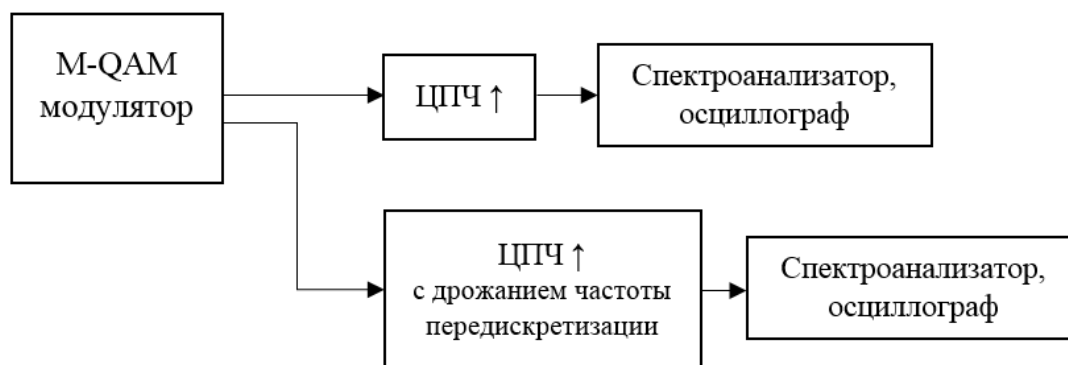 M-QAM
модулятор
ЦПЧ ↑
Спектроанализатор,
осциллограф
ЦПЧ ↑
с дрожанием частоты
передискретизации
Спектроанализатор,
осциллограф